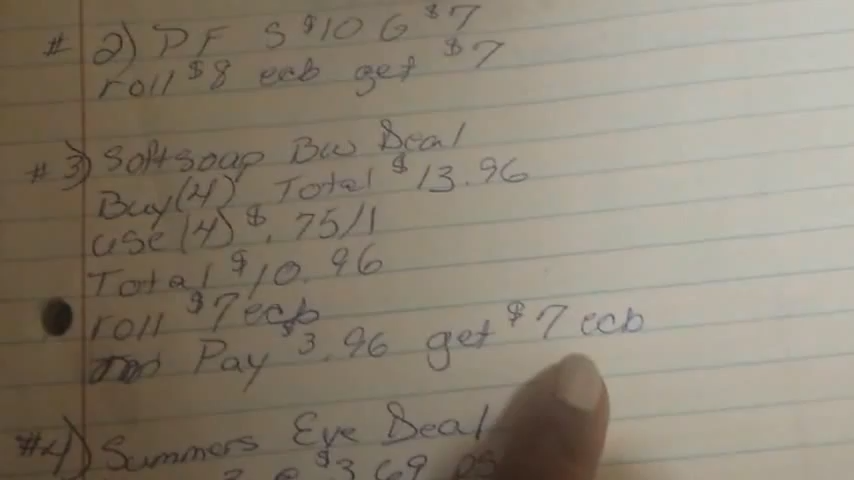 # 2) PF S $10 G $7
roll $8 ecb get $7
# 3) Softsoap BW Deal
Buy (4) Total $13.96
use (4) $.75/1
Total $10.96
roll $7 ecb
Pay $3.96 get $7 ecb
#4) Summers Eve Deal
$3.69